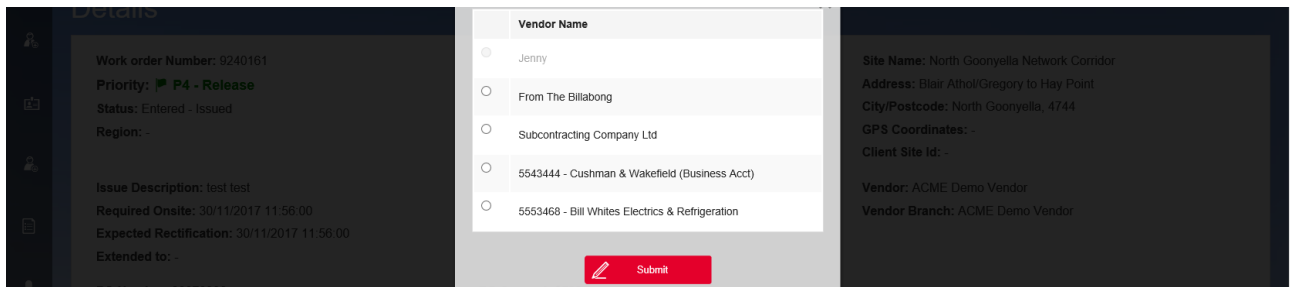 Details
Work order Number: 9240161
Priority: P4 - Release
Status: Entered - Issued
Region: -
Issue Description: test test
Required Onsite: 30/11/2017 11:56:00
Expected Rectification: 30/11/2017 11:56:00
Extended to: -
Vendor Name
Jenny
From The Billabong
Subcontracting Company Ltd
5543444 - Cushman & Wakefield (Business Acct)
5553468 - Bill Whites Electrics & Refrigeration
Submit
Site Name: North Goonyella Network Corridor
Address: Blair Athol/Gregory to Hay Point
City/Postcode: North Goonyella, 4744
GPS Coordinates: -
Client Site Id: -
Vendor: ACME Demo Vendor
Vendor Branch: ACME Demo Vendor